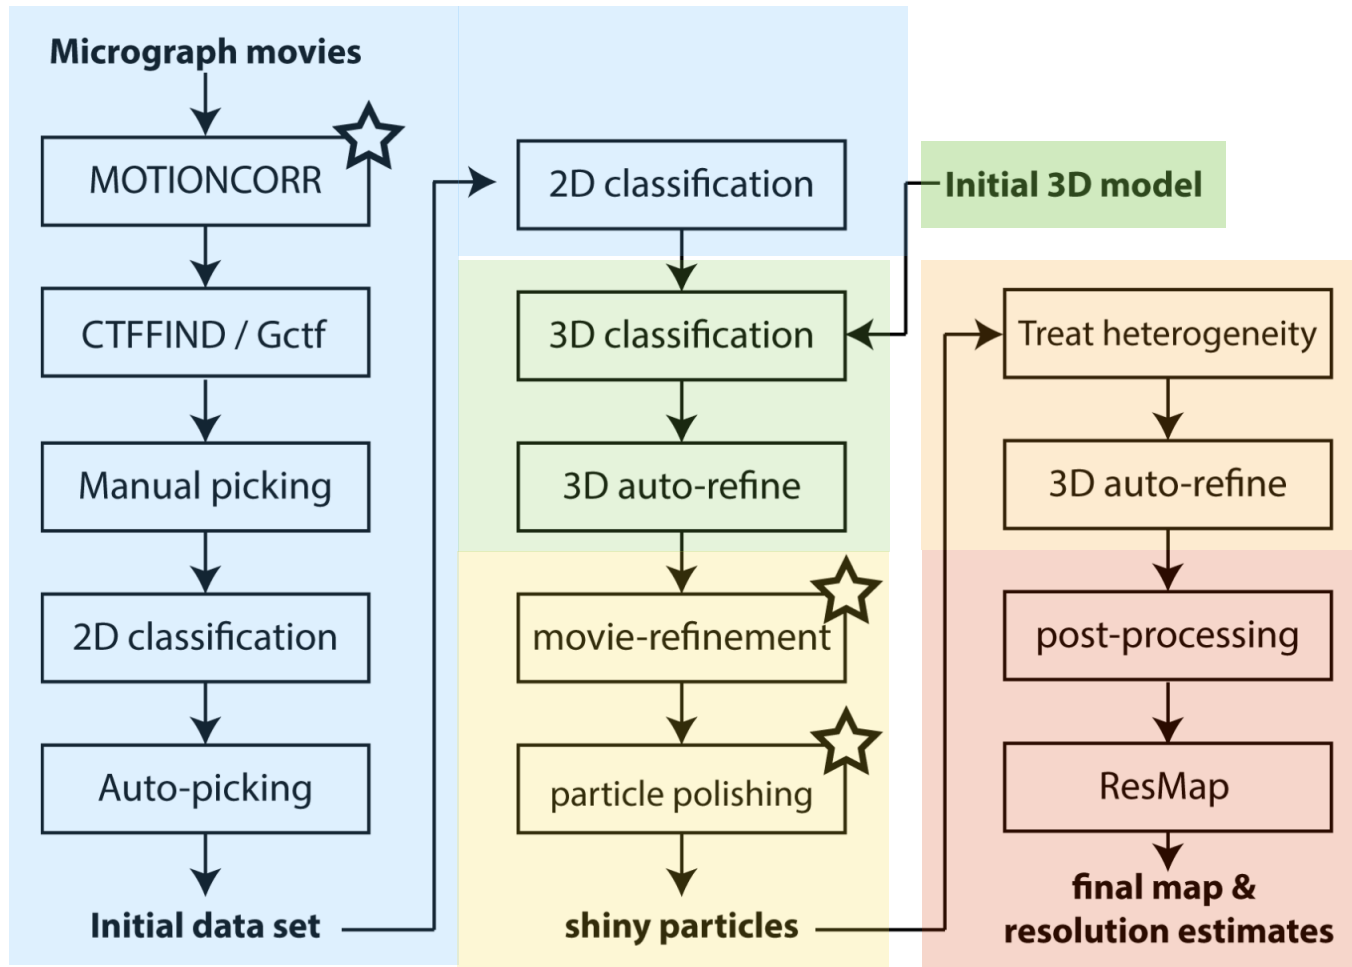 Micrograph movies
MOTIONCORR
CTFFIND / Gctf
Manual picking
2D classification
Auto-picking
Initial data set
2D classification
Initial 3D model
3D classification
3D auto-refine
movie-refinement
particle polishing
shiny particles
Treat heterogeneity
3D auto-refine
post-processing
ResMap
final map &
resolution estimates